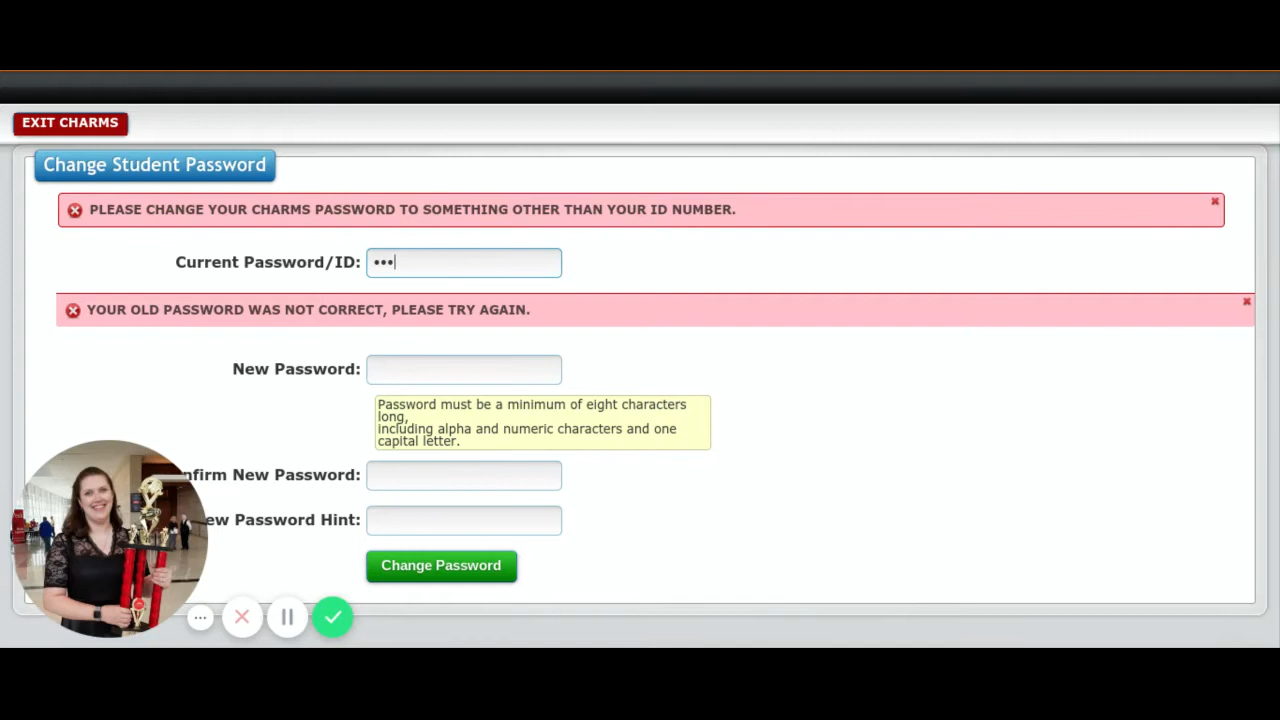 EXIT CHARMS
Change Student Password
PLEASE CHANGE YOUR CHARMS PASSWORD TO SOMETHING OTHER THAN YOUR ID NUMBER.
Current Password/ID: •••
YOUR OLD PASSWORD WAS NOT CORRECT, PLEASE TRY AGAIN.
New Password:
Password must be a minimum of eight characters
long,
including alpha and numeric characters and one
capital letter.
nfirm New Password:
ew Password Hint:
Change Password